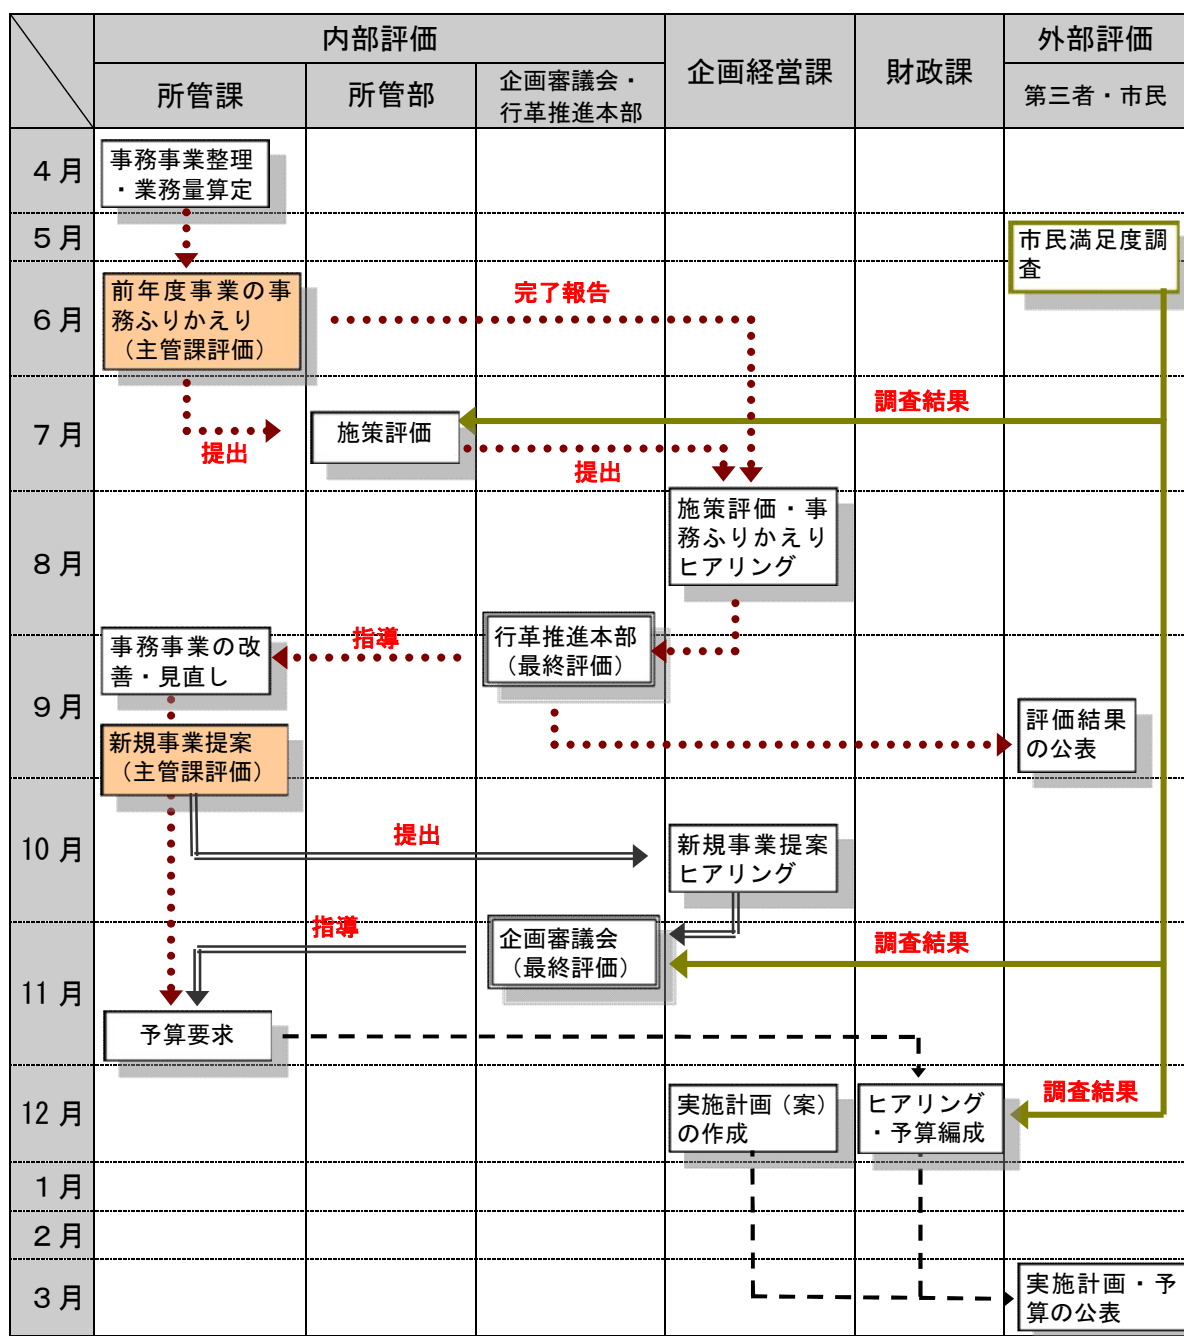 内部評価
企画経営課
財政課
外部評価
所管課
所管部
企画審議会・
行革推進本部
第三者・市民
4月
事務事業整理
・業務量算定
5月
市民満足度調
査
6月
前年度事業の事
務ふりかえり
（主管課評価）
完了報告
7月
提出
施策評価
提出
調査結果
8月
施策評価・事
務ふりかえり
ヒアリング
9月
事務事業の改
善・見直し
指導
行革推進本部
（最終評価）
新規事業提案
（主管課評価）
評価結果
の公表
10月
提出
新規事業提案
ヒアリング
11月
指導
企画審議会
（最終評価）
調査結果
予算要求
12月
実施計画（案）
の作成
ヒアリング
・予算編成
調査結果
1月
2月
3月
実施計画・予
算の公表